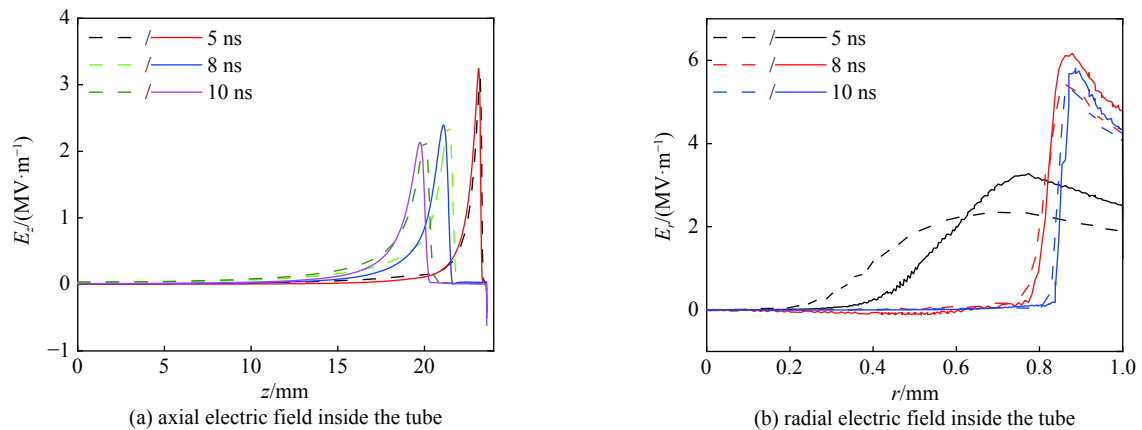 4
3
2
1
0
−1
E_z/(MV·m⁻¹)
/ 5 ns
/ 8 ns
/ 10 ns
0 5 10 15 20
z/mm
(a) axial electric field inside the tube
6
4
2
0
E_r/(MV·m⁻¹)
/ 5 ns
/ 8 ns
/ 10 ns
0 0.2 0.4 0.6 0.8 1.0
r/mm
(b) radial electric field inside the tube